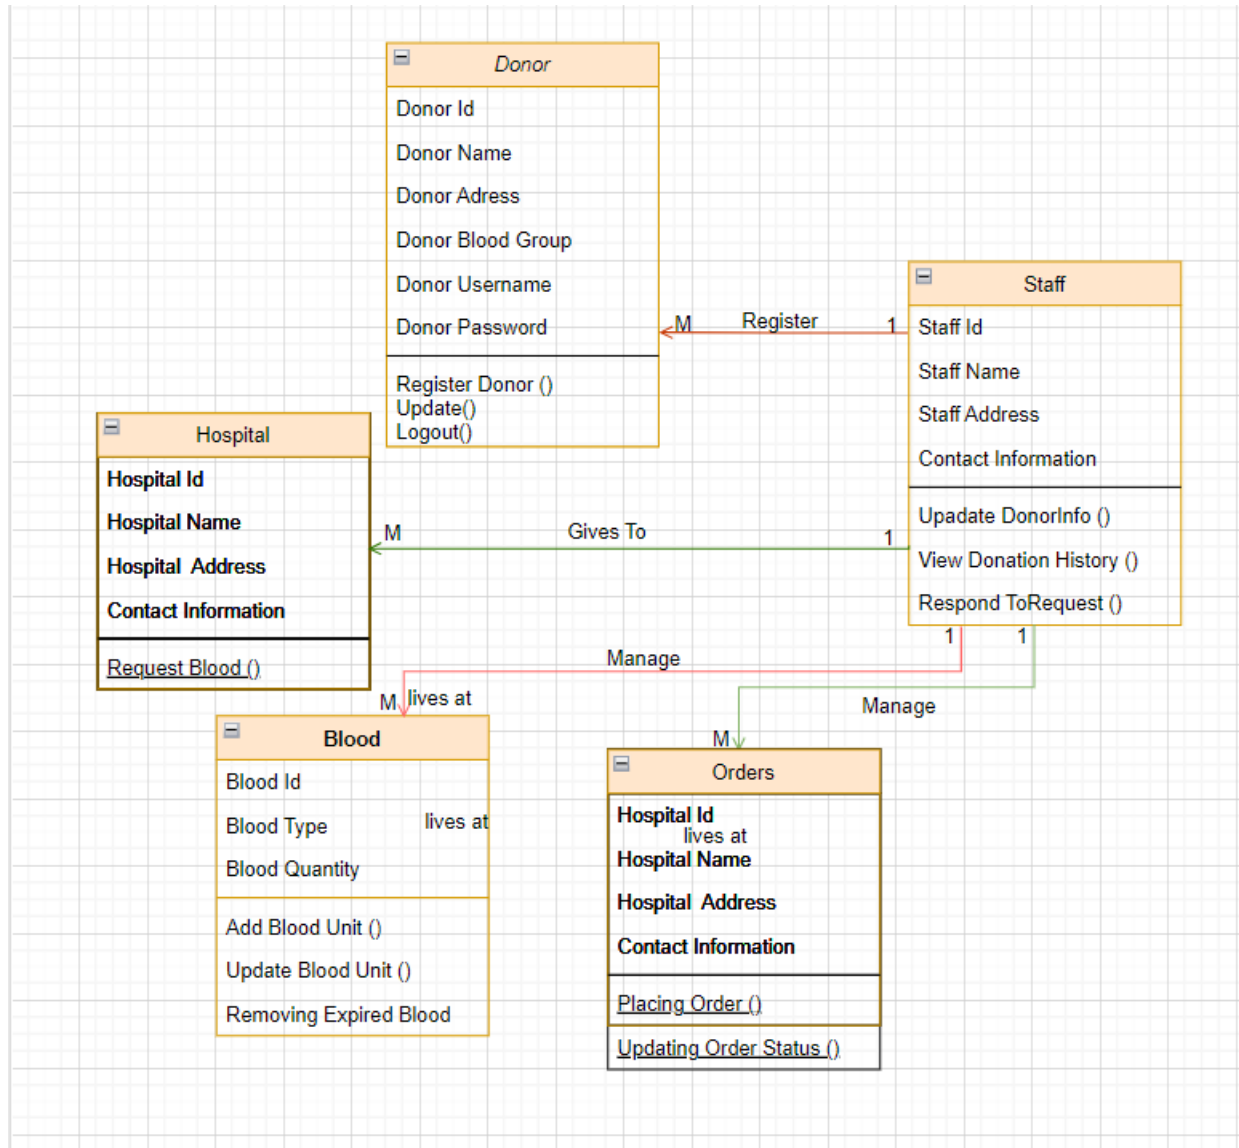 Donor
Donor Id
Donor Name
Donor Adress
Donor Blood Group
Donor Username
Donor Password
Register Donor ()
Update()
Logout()
Staff
Staff Id
Staff Name
Staff Address
Contact Information
Upadate DonorInfo ()
View Donation History ()
Respond ToRequest ()
M
Register
1
Hospital
Hospital Id
Hospital Name
Hospital Address
Contact Information
Request Blood ()
M
Gives To
1
1
1
Manage
M
lives at
Manage
M
Blood
Blood Id
Blood Type
lives at
Blood Quantity
Add Blood Unit ()
Update Blood Unit ()
Removing Expired Blood
Orders
Hospital Id
lives at
Hospital Name
Hospital Address
Contact Information
Placing Order ()
Updating Order Status ()